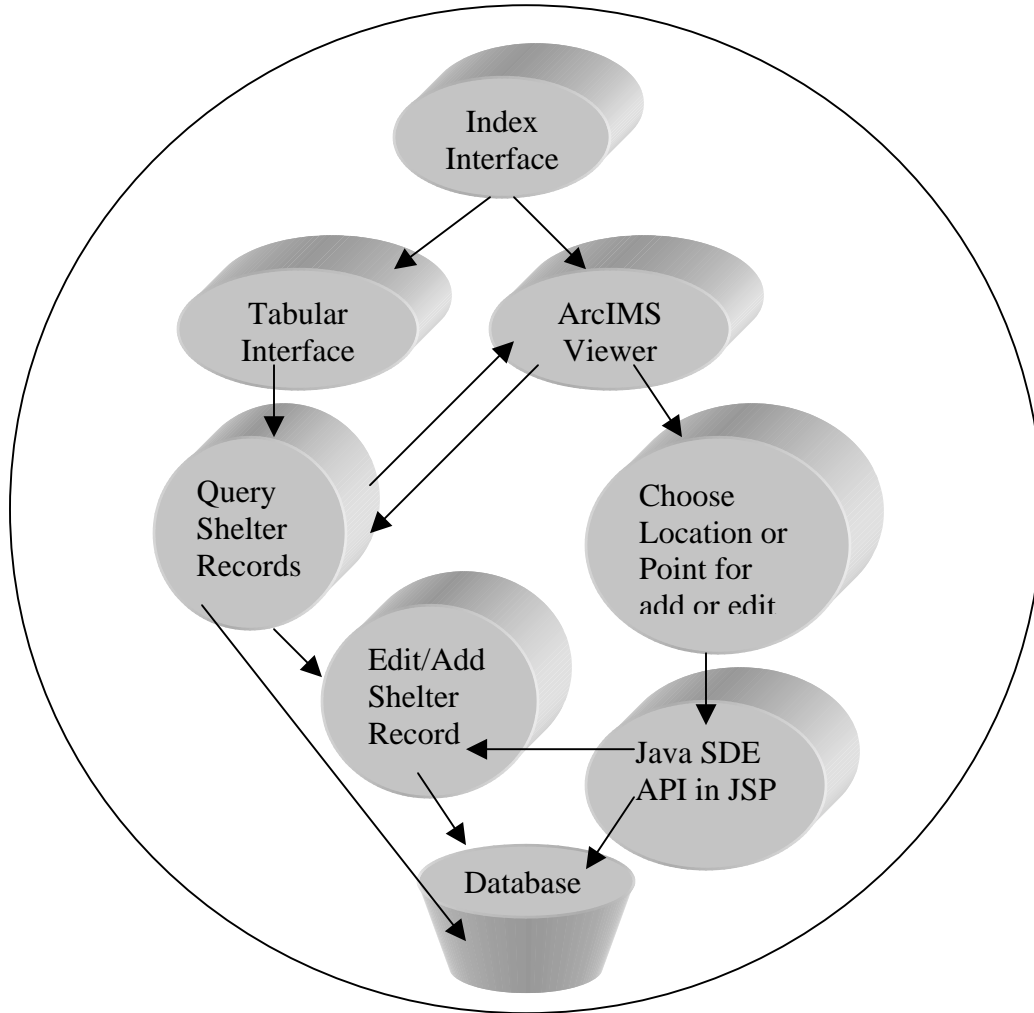 Index
Interface
Tabular
Interface
ArcIMS
Viewer
Query
Shelter
Records
Choose
Location or
Point for
add or edit
Edit/Add
Shelter
Record
Java SDE
API in JSP
Database